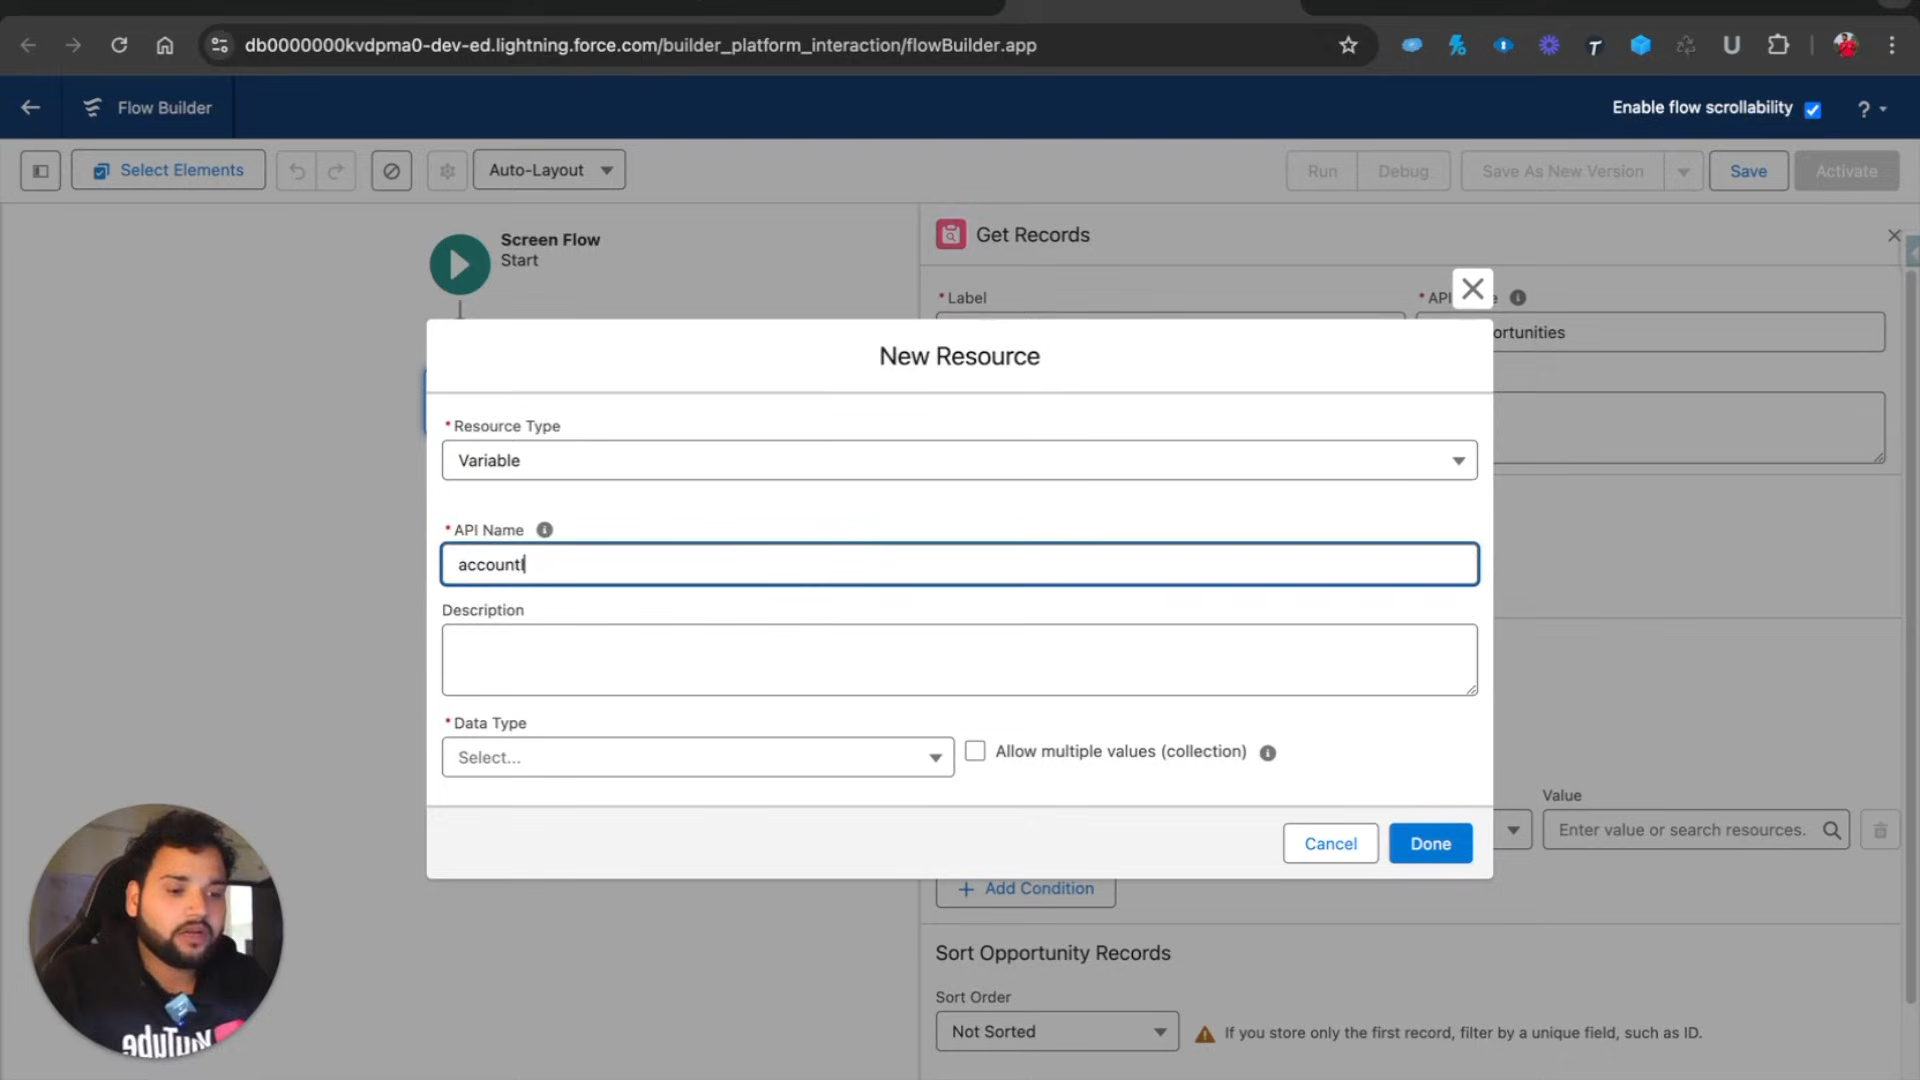 db0000000kvdpma0-dev-ed.lightning.force.com/builder_platform_interaction/flowBuilder.app
Flow Builder
Enable flow scrollability
?
Select Elements
Auto-Layout
Run
Debug
Save As New Version
Save
Activate
Screen Flow
Start
Get Records
* Label
ortunities
New Resource
* Resource Type
Variable
* API Name
accountI
Description
* Data Type
Select...
Allow multiple values (collection)
Cancel
Done
Value
Enter value or search resources.
+ Add Condition
Sort Opportunity Records
Sort Order
Not Sorted
If you store only the first record, filter by a unique field, such as ID.